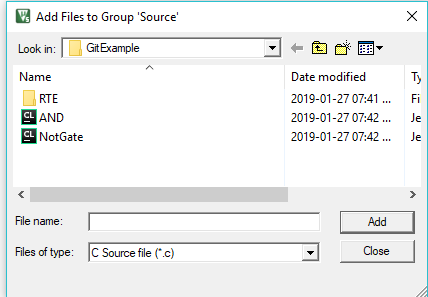 Add Files to Group 'Source'
Look in: GitExample
Name Date modified Ty
RTE 2019-01-27 07:41 ... Fi
CL AND 2019-01-27 07:42 ... Je
CL NotGate 2019-01-27 07:42 ... Je
File name: Add
Files of type: C Source file (*.c) Close